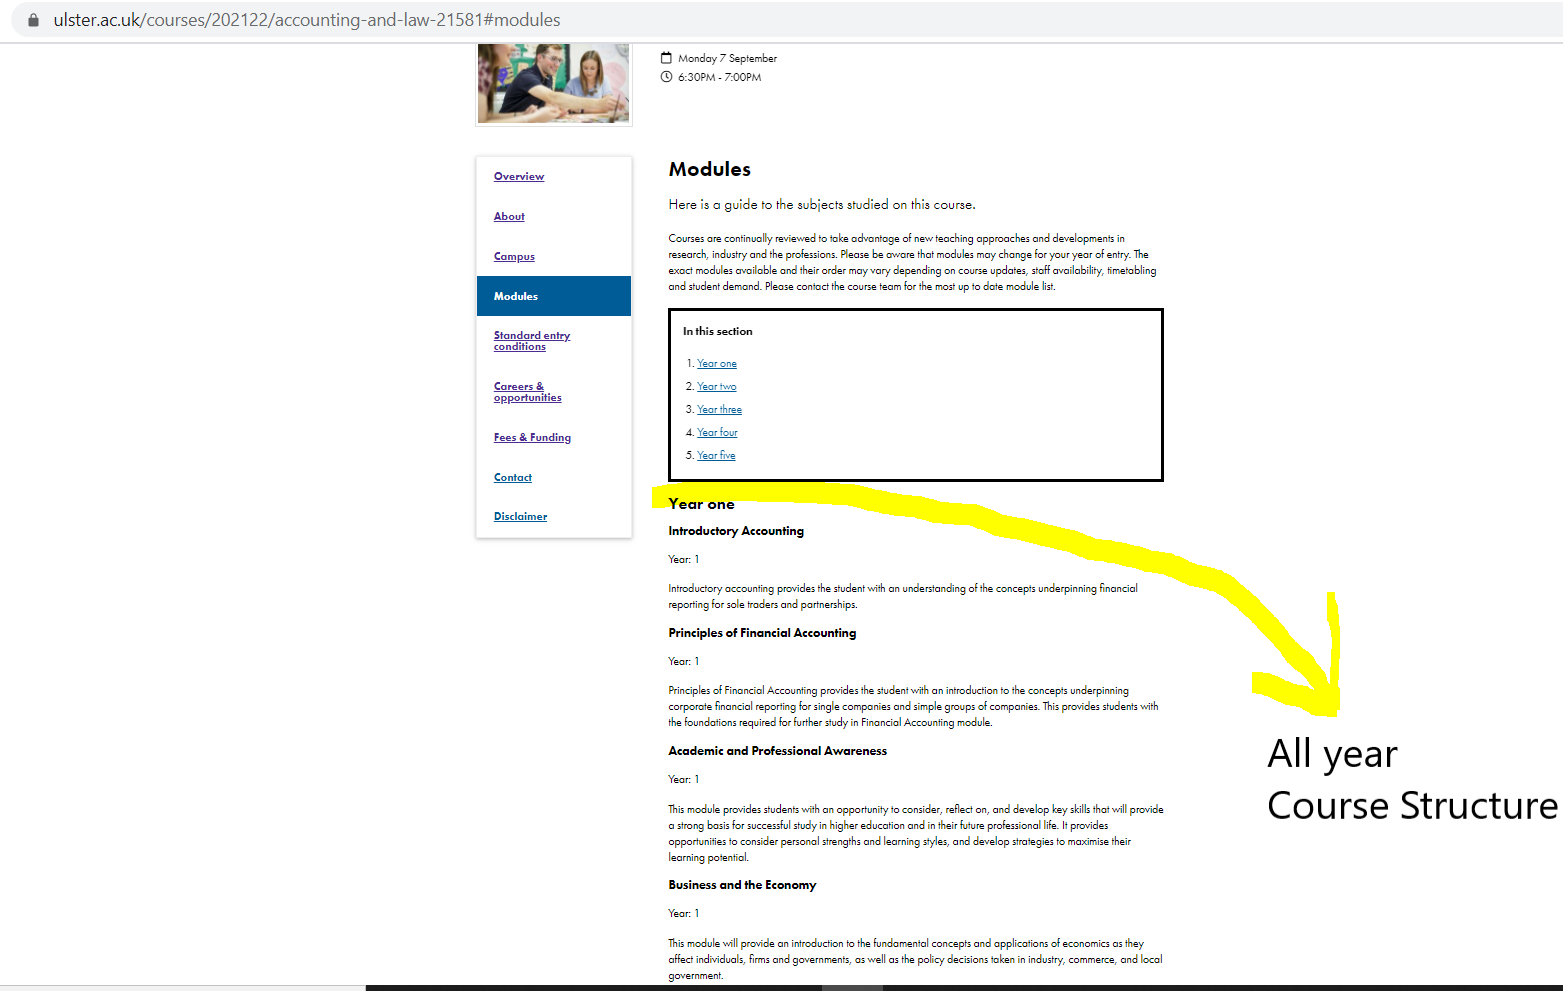 ulster.ac.uk/courses/202122/accounting-and-law-21581#modules
Monday 7 September
6:30PM - 7:00PM
Overview
About
Campus
Modules
Standard entry
conditions
Careers &
opportunities
Fees & Funding
Contact
Disclaimer
Modules
Here is a guide to the subjects studied on this course.
Courses are continually reviewed to take advantage of new teaching approaches and developments in
research, industry and the professions. Please be aware that modules may change for your year of entry. The
exact modules available and their order may vary depending on course updates, staff availability, timetabling
and student demand. Please contact the course team for the most up to date module list.
In this section
1. Year one
2. Year two
3. Year three
4. Year four
5. Year five
Year one
Introductory Accounting
Year: 1
Introductory accounting provides the student with an understanding of the concepts underpinning financial
reporting for sole traders and partnerships.
Principles of Financial Accounting
Year: 1
Principles of Financial Accounting provides the student with an introduction to the concepts underpinning
corporate financial reporting for single companies and simple groups of companies. This provides students with
the foundations required for further study in Financial Accounting module.
Academic and Professional Awareness
Year: 1
This module provides students with an opportunity to consider, reflect on, and develop key skills that will provide
a strong basis for successful study in higher education and in their future professional life. It provides
opportunities to consider personal strengths and learning styles, and develop strategies to maximise their
learning potential.
Business and the Economy
Year: 1
This module will provide an introduction to the fundamental concepts and applications of economics as they
affect individuals, firms and governments, as well as the policy decisions taken in industry, commerce, and local
government.
All year
Course Structure